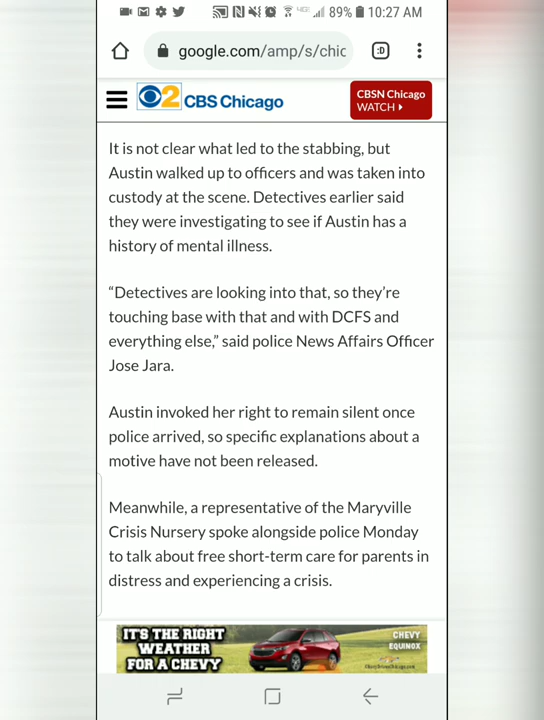 89% 10:27 AM
google.com/amp/s/chic
:D
2 CBS Chicago
CBSN Chicago
WATCH
It is not clear what led to the stabbing, but
Austin walked up to officers and was taken into
custody at the scene. Detectives earlier said
they were investigating to see if Austin has a
history of mental illness.
“Detectives are looking into that, so they’re
touching base with that and with DCFS and
everything else,” said police News Affairs Officer
Jose Jara.
Austin invoked her right to remain silent once
police arrived, so specific explanations about a
motive have not been released.
Meanwhile, a representative of the Maryville
Crisis Nursery spoke alongside police Monday
to talk about free short-term care for parents in
distress and experiencing a crisis.
IT'S THE RIGHT
WEATHER
FOR A CHEVY
CHEVY
EQUINOX